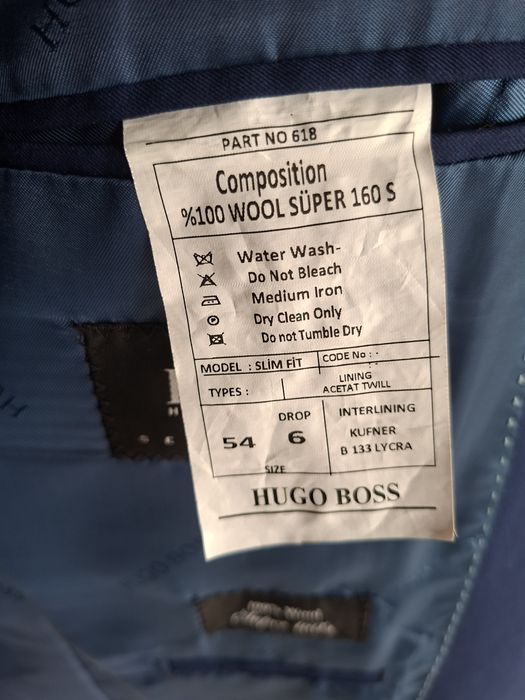 PART NO 618
Composition
%100 WOOL SÜPER 160 S
Water Wash-
Do Not Bleach
Medium Iron
Dry Clean Only
Do not Tumble Dry
MODEL : SLİM FİT
CODE No : -
TYPES :
LINING
ACETAT TWILL
54
DROP
6
SIZE
INTERLINING
KUFNER
B 133 LYCRA
HUGO BOSS